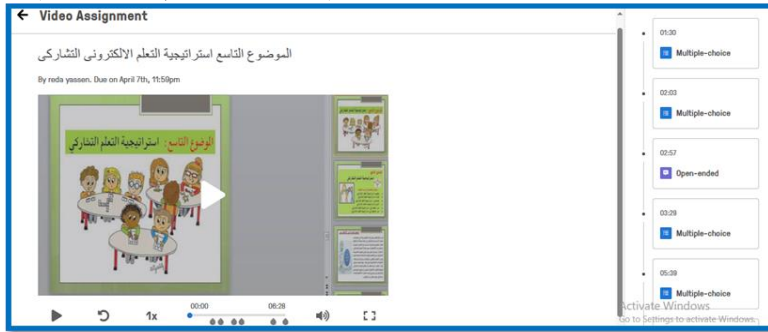 Video Assignment
الموضوع التاسع استراتيجية التعلم الالكترونى التشاركى
By reda yassen. Due on April 7th, 11:59pm
الموضوع التاسع: استراتيجية التعلم التشاركي
1x
00:00
06:28
01:30
Multiple-choice
02:03
Multiple-choice
02:57
Open-ended
03:29
Multiple-choice
05:39
Multiple-choice
Activate Windows
Go to Settings to activate Windows.